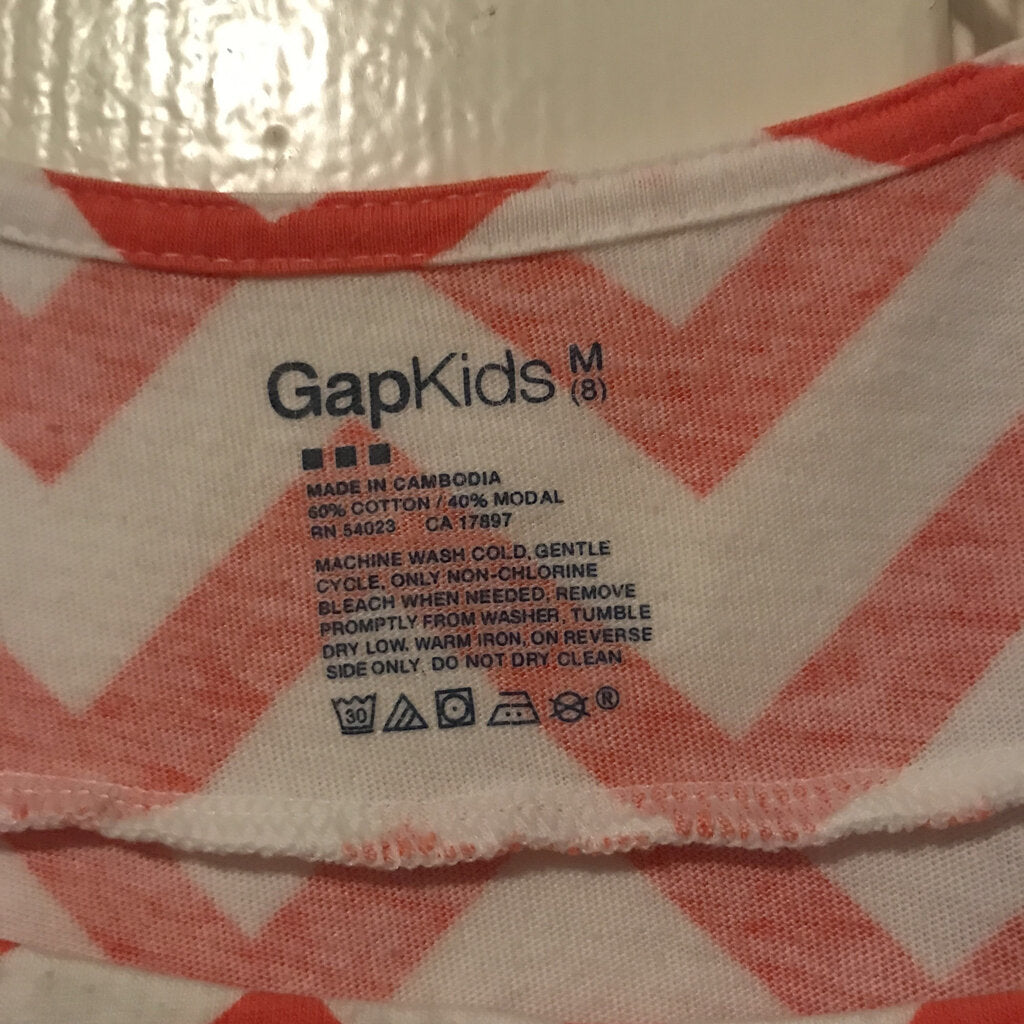 GapKids M
(8)
MADE IN CAMBODIA
60% COTTON / 40% MODAL
RN 54023 CA 17897
MACHINE WASH COLD, GENTLE
CYCLE, ONLY NON-CHLORINE
BLEACH WHEN NEEDED, REMOVE
PROMPTLY FROM WASHER, TUMBLE
DRY LOW. WARM IRON, ON REVERSE
SIDE ONLY, DO NOT DRY CLEAN
30 ®